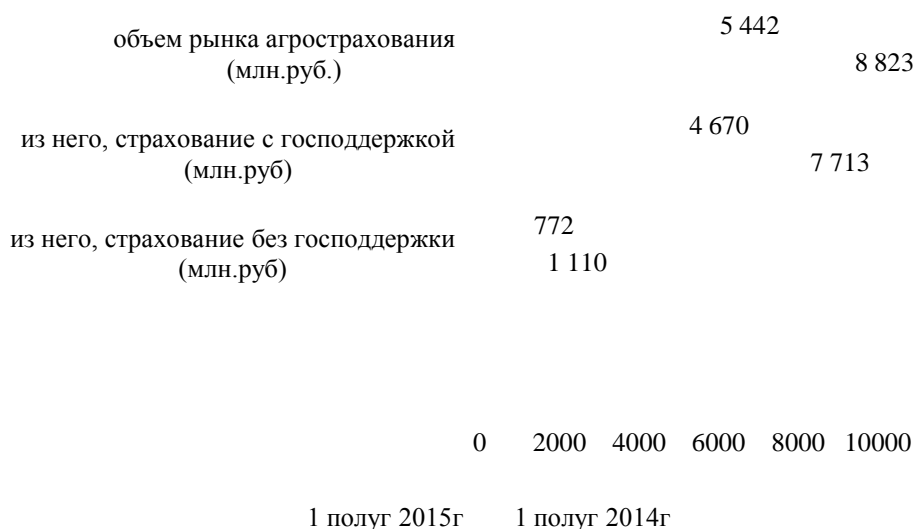 объем рынка агрострахования
(млн.руб.)
5 442
8 823
из него, страхование с господдержкой
(млн.руб)
4 670
7 713
из него, страхование без господдержки
(млн.руб)
772
1 110
0 2000 4000 6000 8000 10000
1 полуг 2015г 1 полуг 2014г